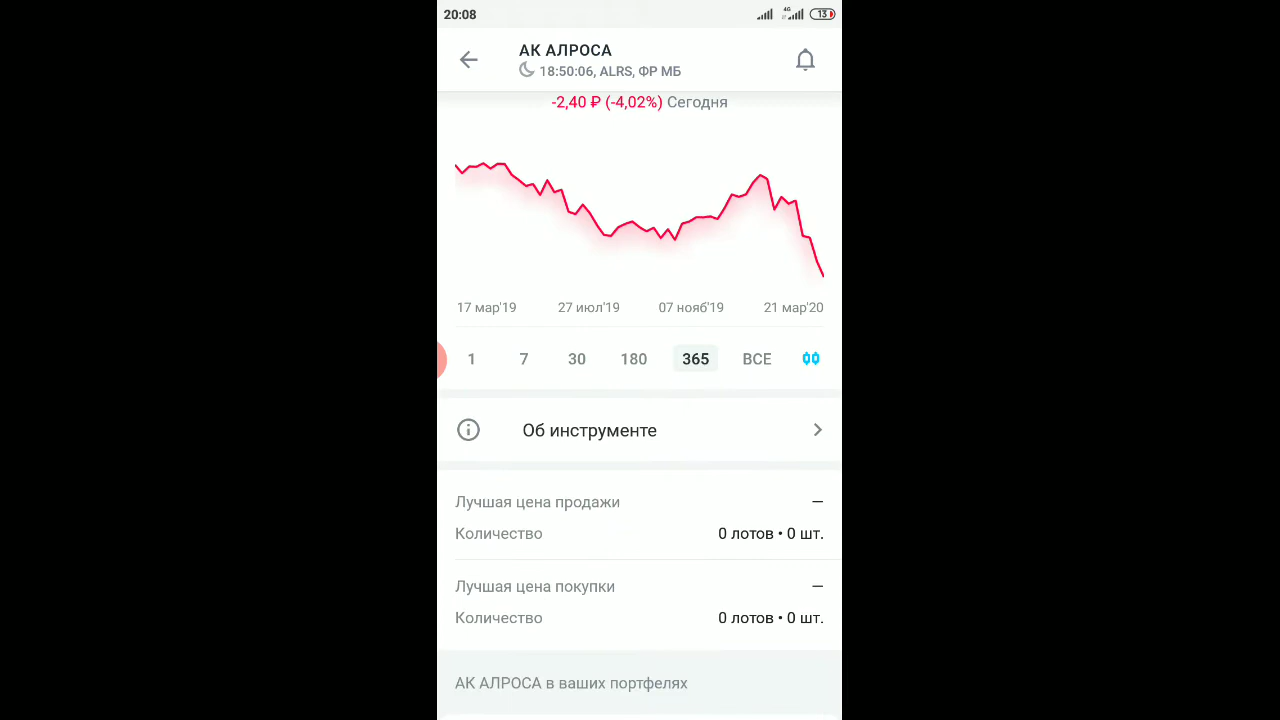 20:08
4G
13
АК АЛРОСА
18:50:06, ALRS, ФР МБ
-2,40 ₽ (-4,02%) Сегодня
17 мар'19 27 июл'19 07 нояб'19 21 мар'20
1 7 30 180 365 ВСЕ
Об инструменте
Лучшая цена продажи —
Количество 0 лотов • 0 шт.
Лучшая цена покупки —
Количество 0 лотов • 0 шт.
АК АЛРОСА в ваших портфелях